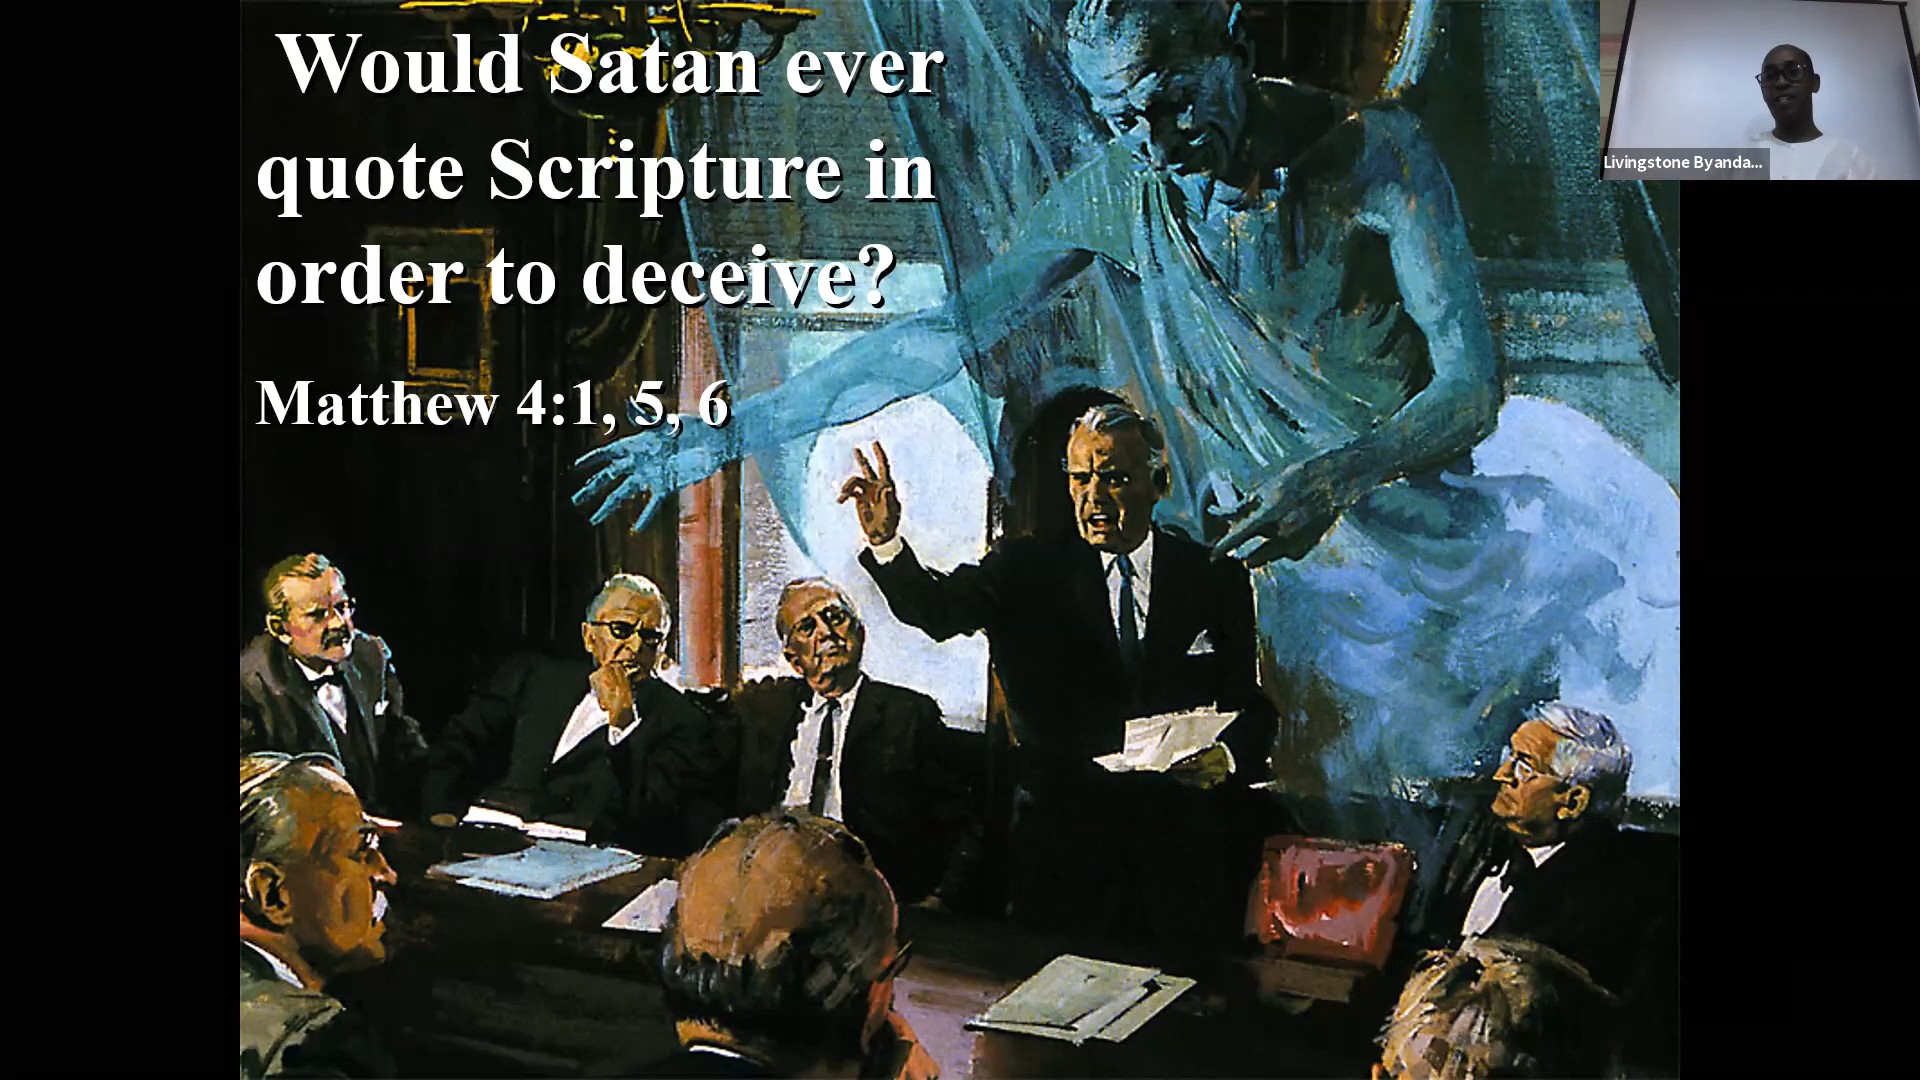 Would Satan ever
quote Scripture in
order to deceive?
Matthew 4:1, 5, 6
Livingstone Byanda...